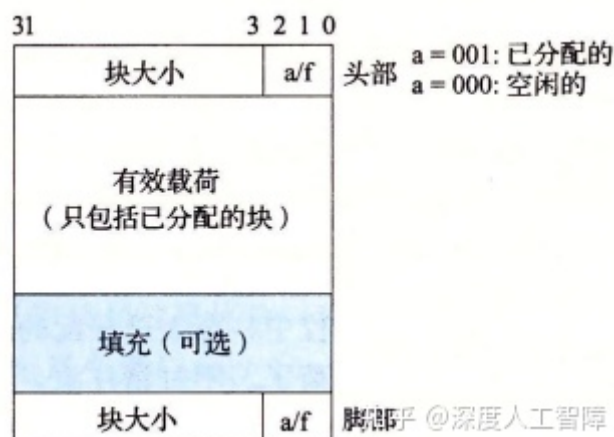 31 3 2 1 0
块大小 a/f 头部 a = 001: 已分配的
a = 000: 空闲的
有效载荷
（只包括已分配的块）
填充（可选）
块大小 a/f 脚部
知乎 @深度人工智障